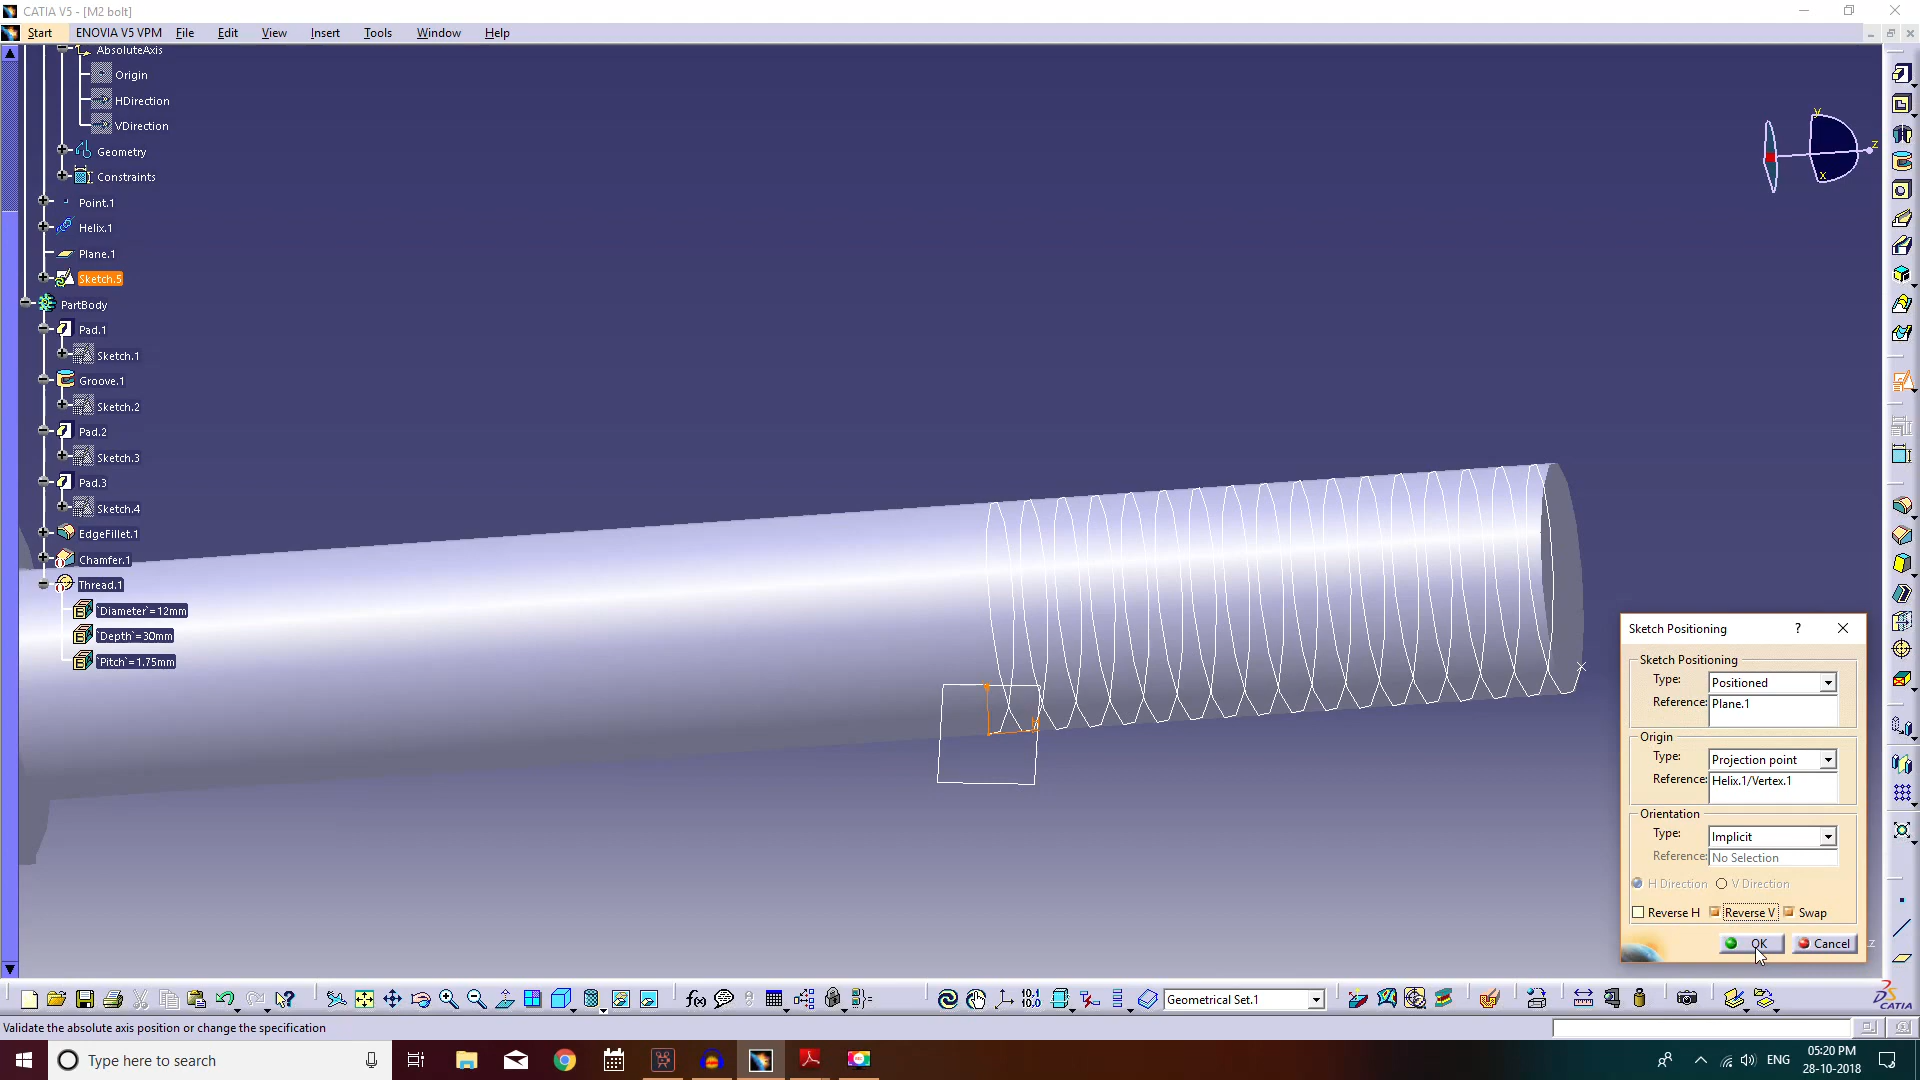 CATIA V5 - [M2 bolt]
Start ENOVIA V5 VPM File Edit View Insert Tools Window Help
AbsoluteAxis
Origin
HDirection
VDirection
Geometry
Constraints
Point.1
Helix.1
Plane.1
Sketch.5
PartBody
Pad.1
Sketch.1
Groove.1
Sketch.2
Pad.2
Sketch.3
Pad.3
Sketch.4
EdgeFillet.1
Chamfer.1
Thread.1
`Diameter`=12mm
`Depth`=30mm
`Pitch`=1.75mm
y
z
x
Sketch Positioning ?
Sketch Positioning
Type: Positioned
Reference: Plane.1
Origin
Type: Projection point
Reference: Helix.1/Vertex.1
Orientation
Type: Implicit
Reference: No Selection
H Direction V Direction
Reverse H Reverse V Swap
OK Cancel
Geometrical Set.1
CATIA
Validate the absolute axis position or change the specification
Type here to search
ENG
05:20 PM
28-10-2018